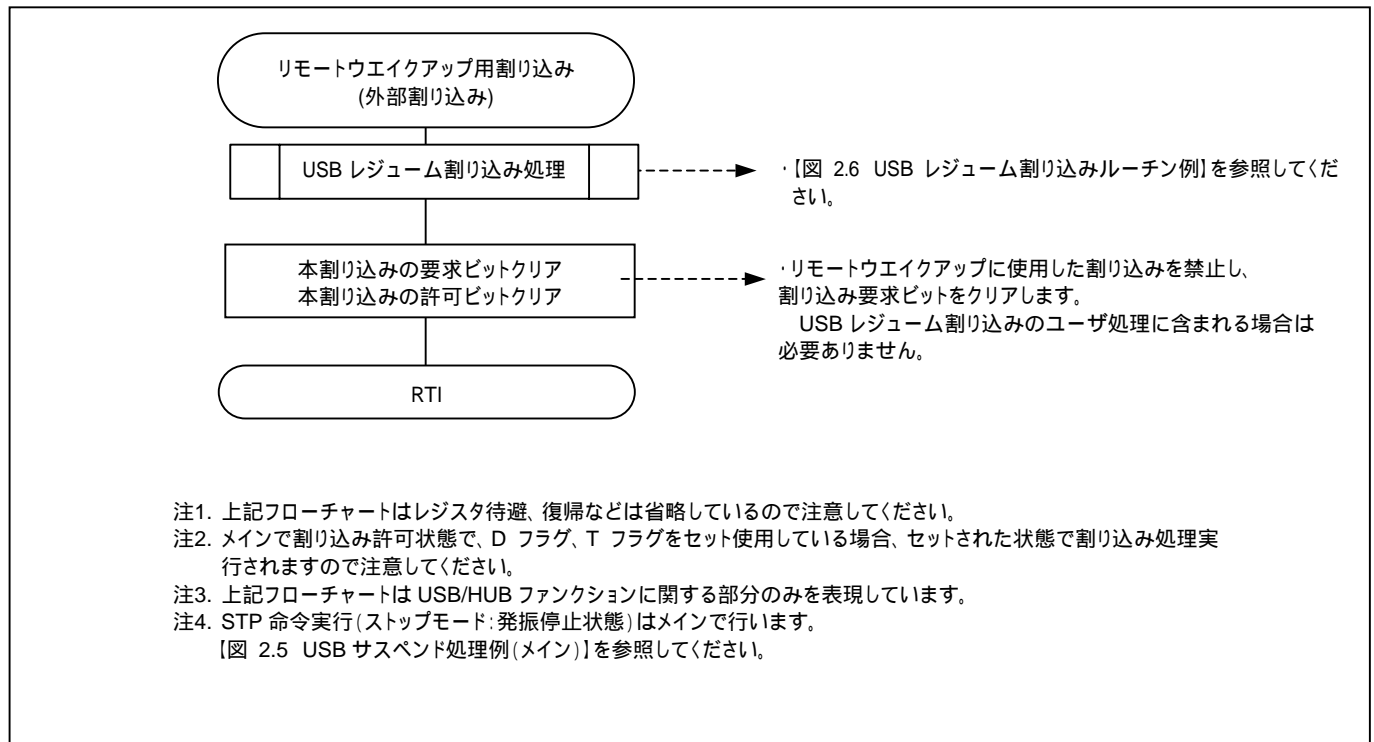 リモートウエイクアップ用割り込み
(外部割り込み)
USB レジューム割り込み処理
・【図 2.6 USB レジューム割り込みルーチン例】を参照してくだ
さい。
本割り込みの要求ビットクリア
本割り込みの許可ビットクリア
・リモートウエイクアップに使用した割り込みを禁止し、
割り込み要求ビットをクリアします。
USB レジューム割り込みのユーザ処理に含まれる場合は
必要ありません。
RTI
注1. 上記フローチャートはレジスタ待避、復帰などは省略しているので注意してください。
注2. メインで割り込み許可状態で、D フラグ、T フラグをセット使用している場合、セットされた状態で割り込み処理実
行されますので注意してください。
注3. 上記フローチャートは USB/HUB ファンクションに関する部分のみを表現しています。
注4. STP 命令実行(ストップモード:発振停止状態)はメインで行います。
【図 2.5 USB サスペンド処理例(メイン)】を参照してください。